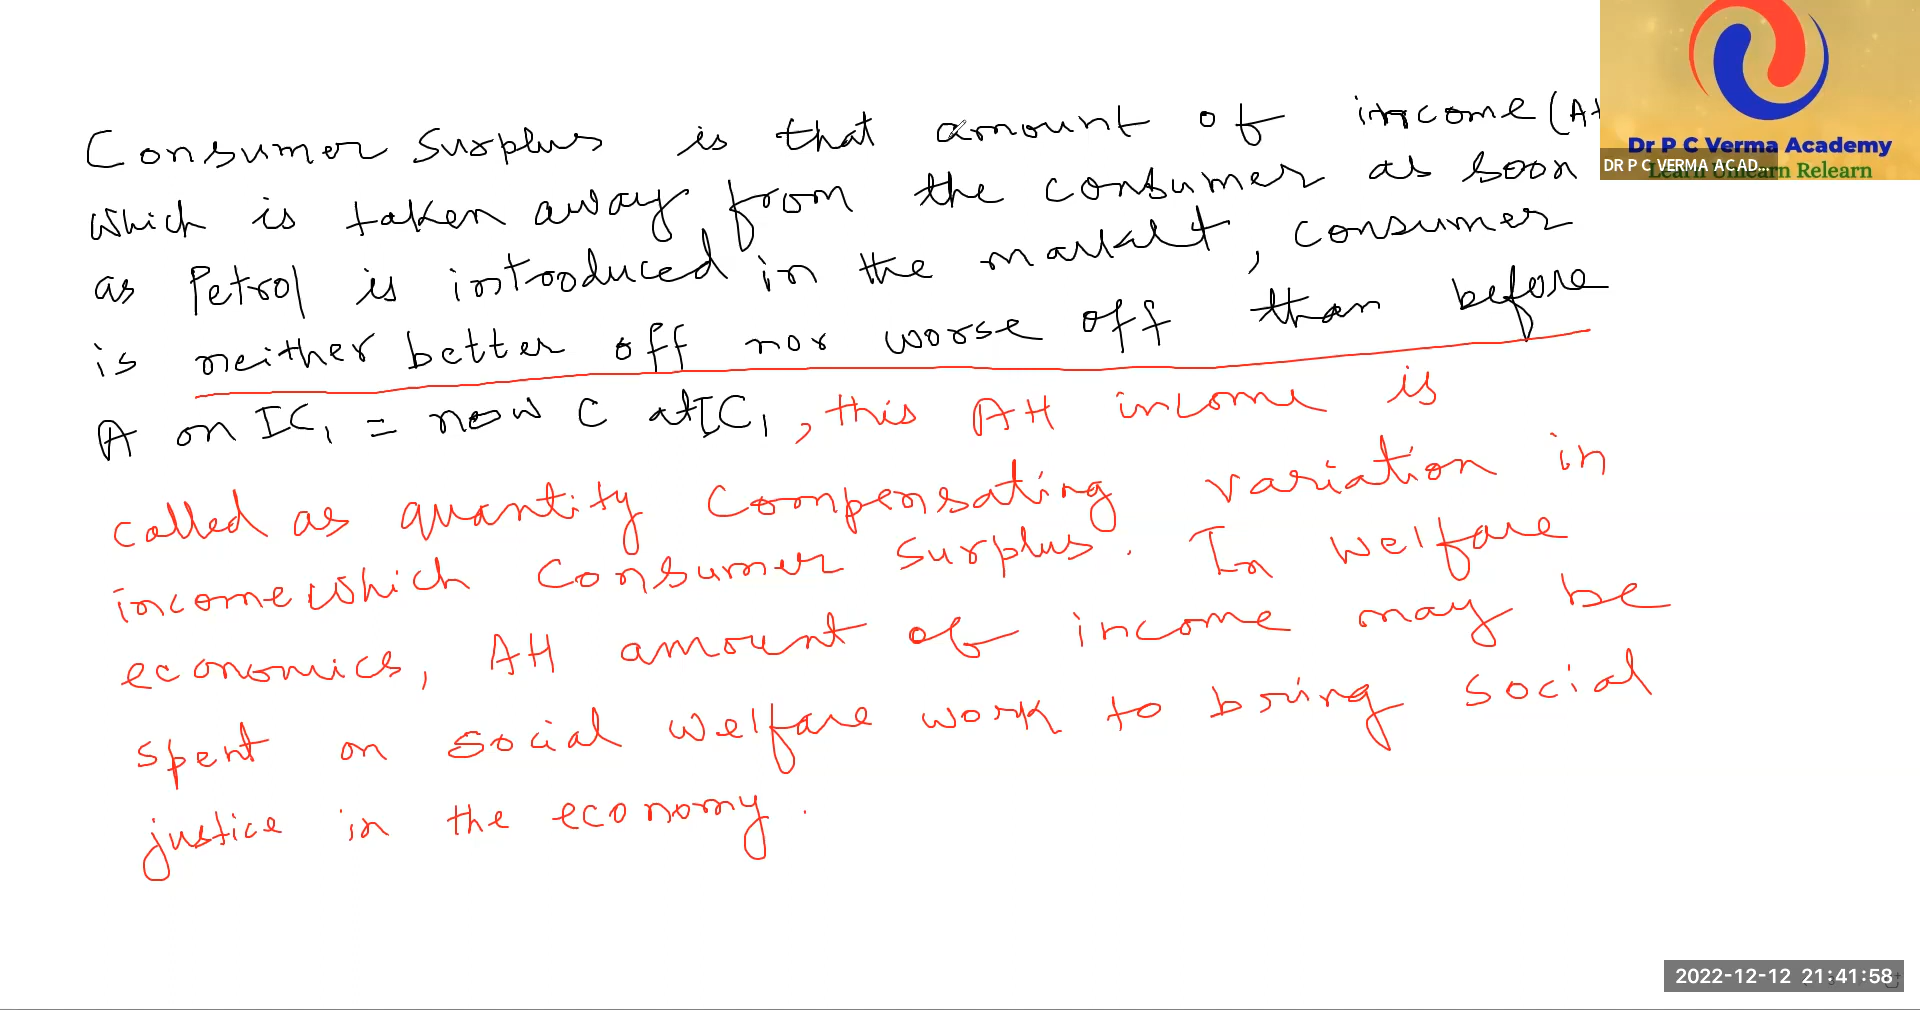 Consumer Surplus is that amount of income (A
which is taken away from the consumer as soon
as Petrol is introduced in the market, consumer
is neither better off nor worse off than before
A on IC1 = now C at IC1, this AH income is
called as quantity compensating variation in
income which consumer surplus. In welfare
economics, AH amount of income may be
spent on social welfare work to bring social
justice in the economy.
Dr P C Verma Academy
DR P C VERMA ACAD...
Learn Unlearn Relearn
2022-12-12 21:41:58